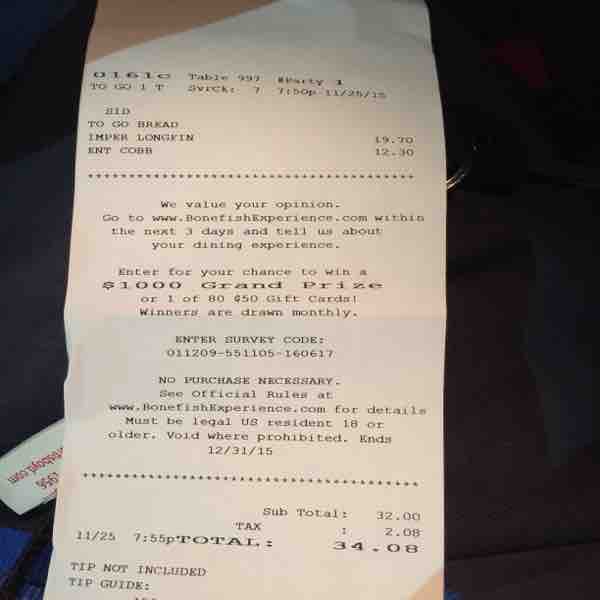 0161c Table 997 #Party 1
TO GO 1 T SvrCk: 7 7:50p 11/25/15
SID
TO GO BREAD
IMPER LONGFIN 19.70
ENT COBB 12.30
****************************************
We value your opinion.
Go to www.BonefishExperience.com within
the next 3 days and tell us about
your dining experience.
Enter for your chance to win a
$1000 Grand Prize
or 1 of 80 $50 Gift Cards!
Winners are drawn monthly.
ENTER SURVEY CODE:
011209-551105-160617
NO PURCHASE NECESSARY.
See Official Rules at
www.BonefishExperience.com for details
Must be legal US resident 18 or
older. Void where prohibited. Ends
12/31/15
****************************************
Sub Total: 32.00
TAX : 2.08
11/25 7:55pTOTAL: 34.08
TIP NOT INCLUDED
TIP GUIDE: